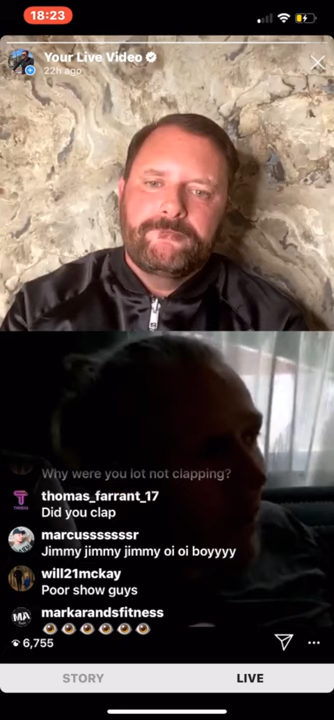 18:23
Your Live Video
22h ago
Why were you lot not clapping?
thomas_farrant_17
Did you clap
marcusssssssr
Jimmy jimmy jimmy oi oi boyyyy
will21mckay
Poor show guys
MA
markarandsfitness
6,755
STORY
LIVE